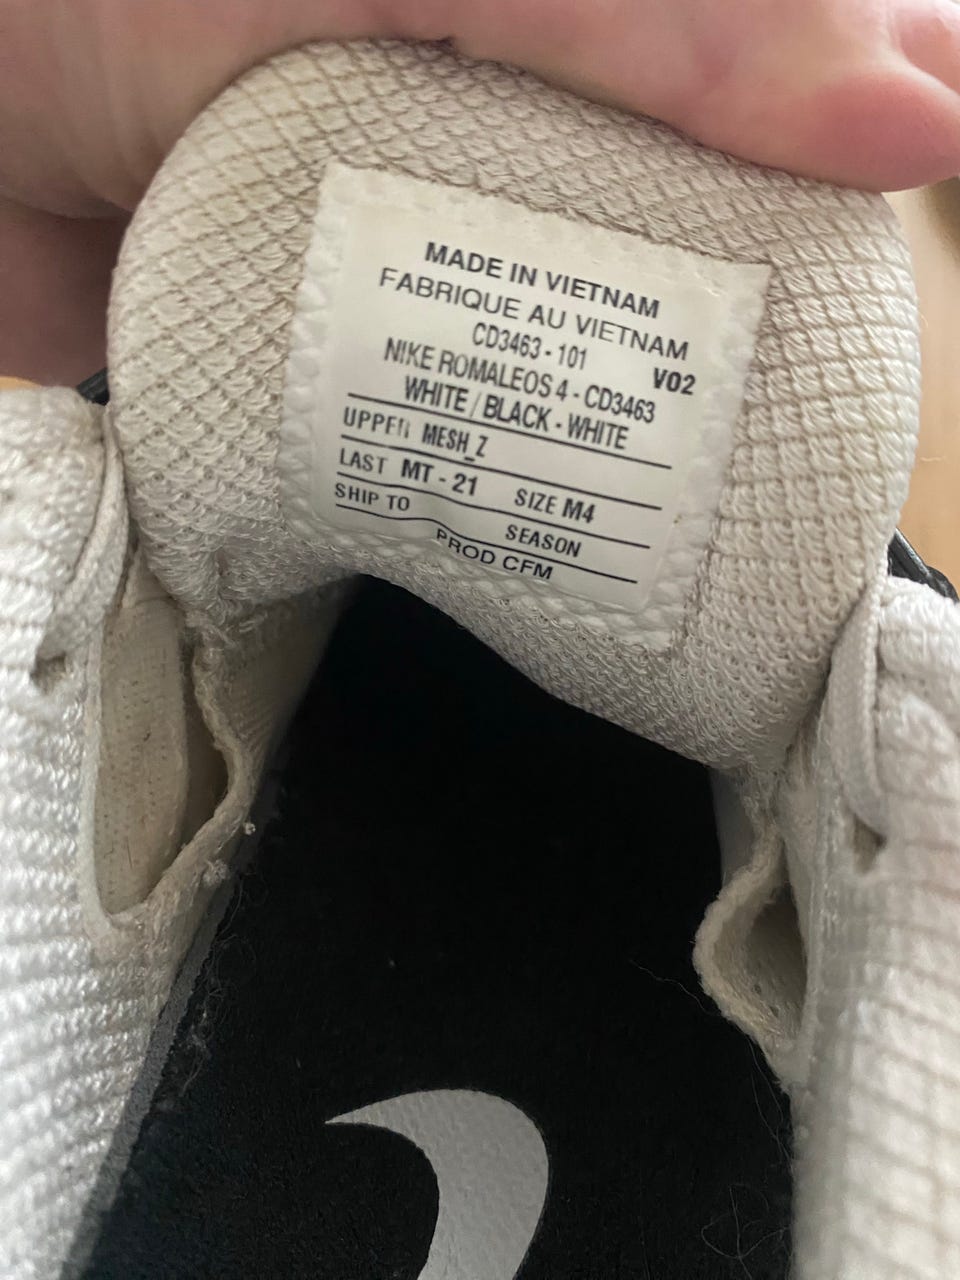 MADE IN VIETNAM
FABRIQUE AU VIETNAM
CD3463 - 101 V02
NIKE ROMALEOS 4 - CD3463
WHITE / BLACK - WHITE
UPPER MESH_Z
LAST MT - 21 SIZE M4
SHIP TO SEASON
PROD CFM